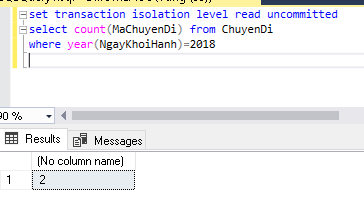 set transaction isolation level read uncommitted
select count(MaChuyenDi) from ChuyenDi
where year(NgayKhoiHanh)=2018
90 %
Results Messages
(No column name)
1 2